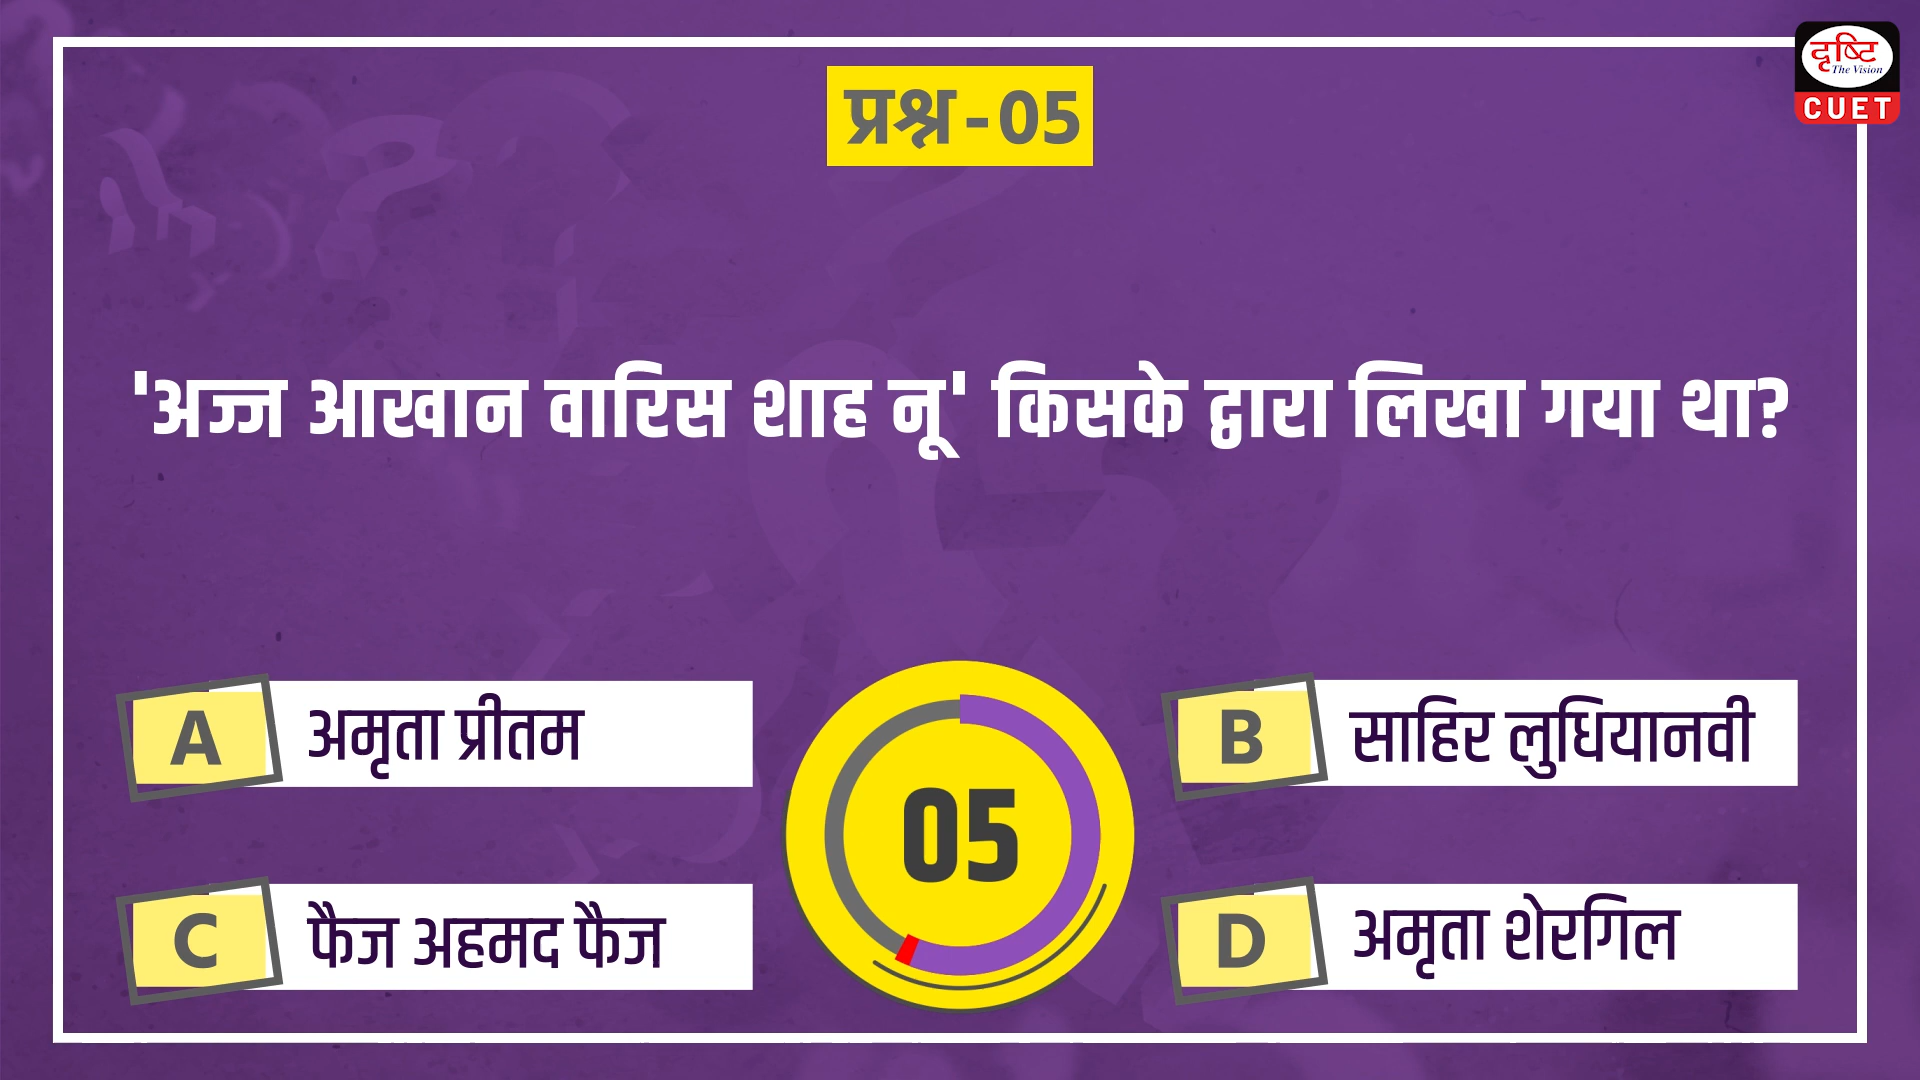 दृष्टि
The Vision
CUET
प्रश्न - 05
'अज्ज आखान वारिस शाह नू' किसके द्वारा लिखा गया था?
A अमृता प्रीतम
B साहिर लुधियानवी
05
C फैज अहमद फैज
D अमृता शेरगिल